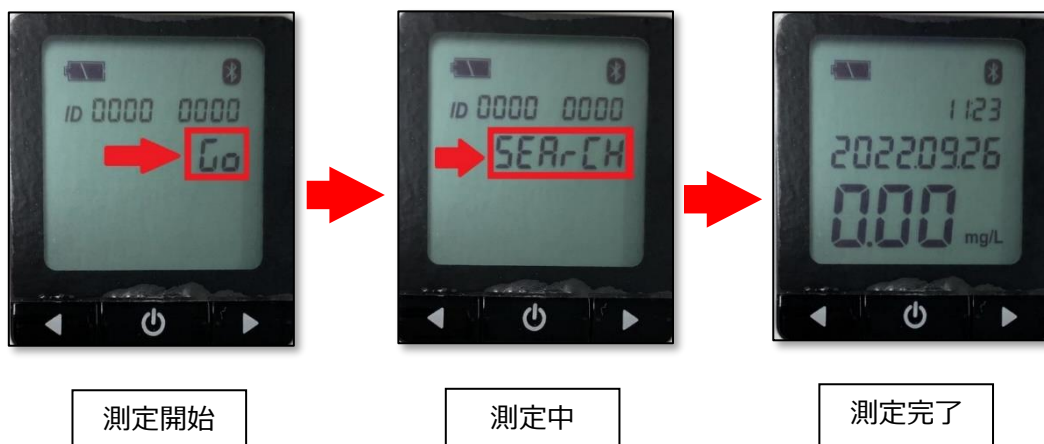 ID 0000 0000
Go
測定開始
ID 0000 0000
SEArCH
測定中
11:23
2022.09.26
0.00 mg/L
測定完了